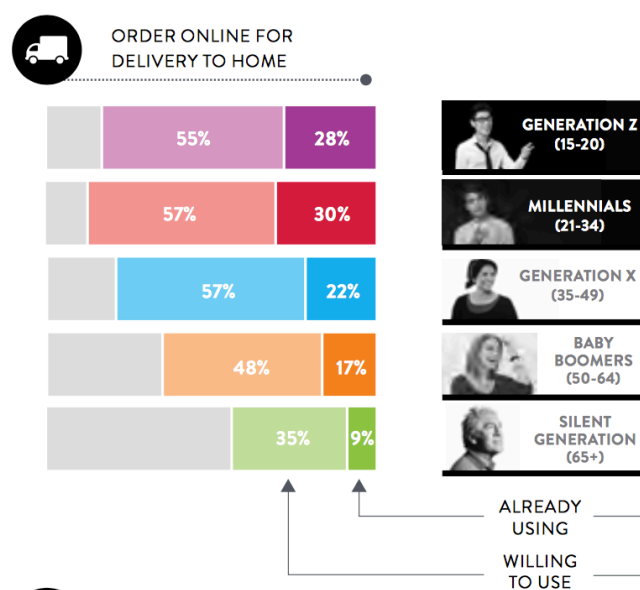 ORDER ONLINE FOR
DELIVERY TO HOME
55% 28%
GENERATION Z
(15-20)
57% 30%
MILLENNIALS
(21-34)
57% 22%
GENERATION X
(35-49)
48% 17%
BABY
BOOMERS
(50-64)
35% 9%
SILENT
GENERATION
(65+)
ALREADY
USING
WILLING
TO USE